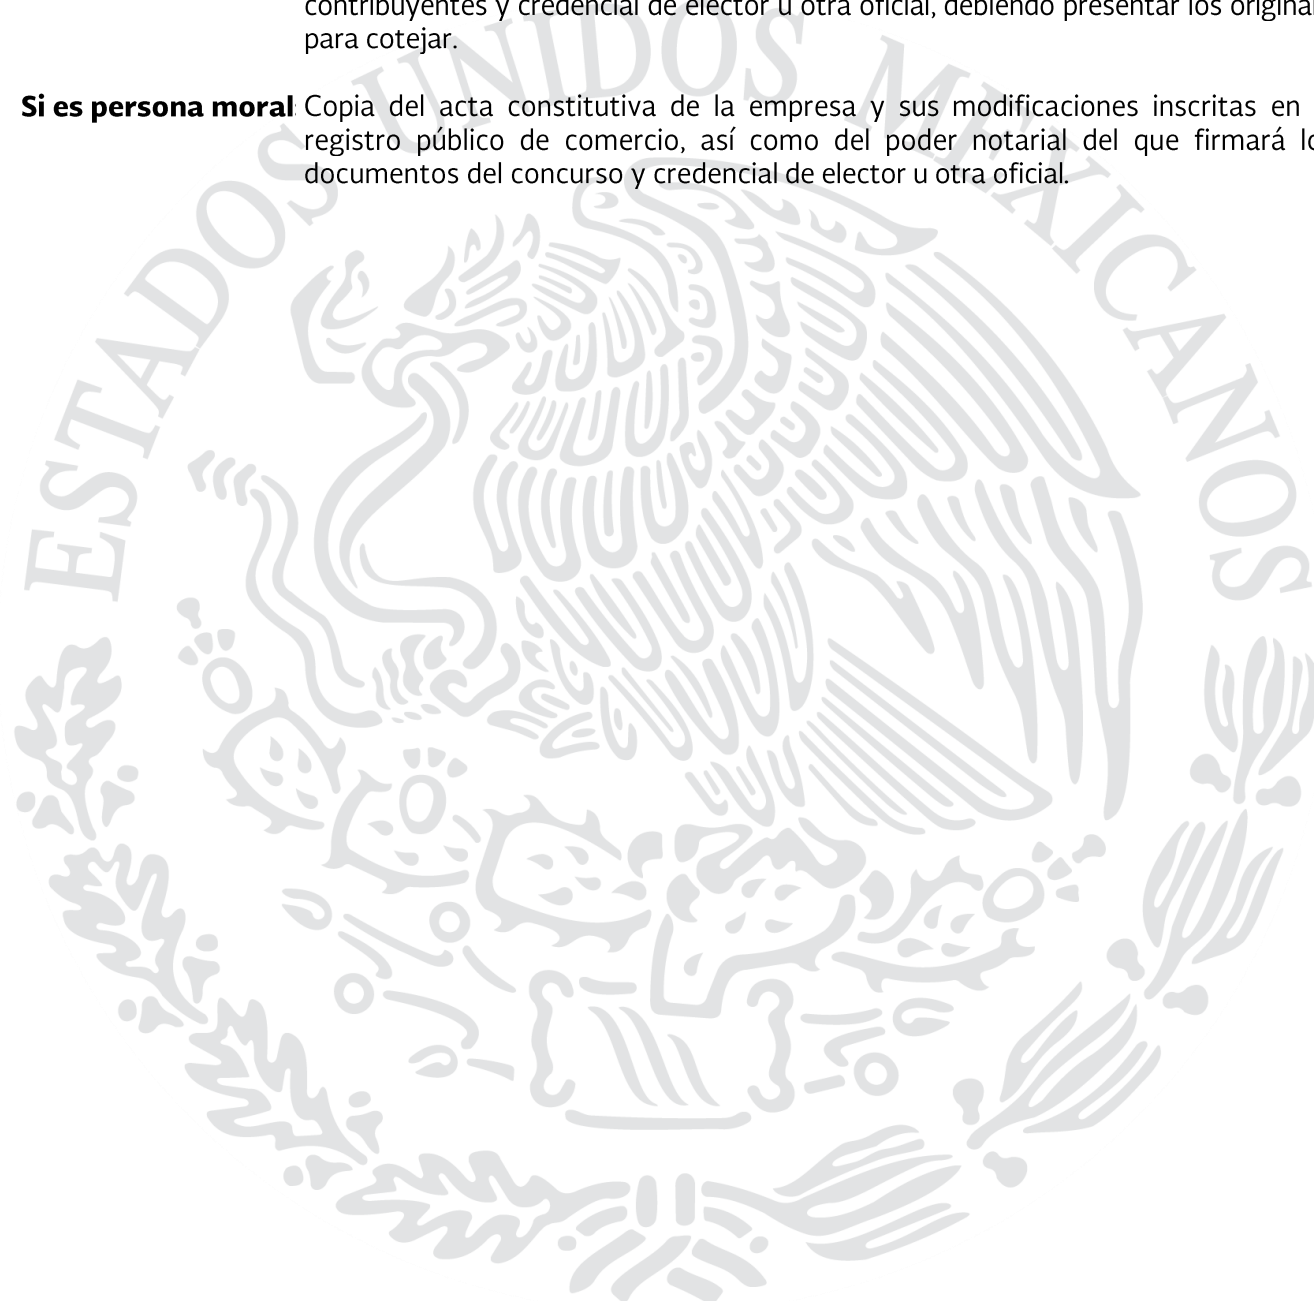 contribuyentes y credencial de elector u otra oficial, debiendo presentar los original
para cotejar.
Si es persona moral: Copia del acta constitutiva de la empresa y sus modificaciones inscritas en
registro público de comercio, así como del poder notarial del que firmará lo
documentos del concurso y credencial de elector u otra oficial.
ESTADOS UNIDOS MEXICANOS